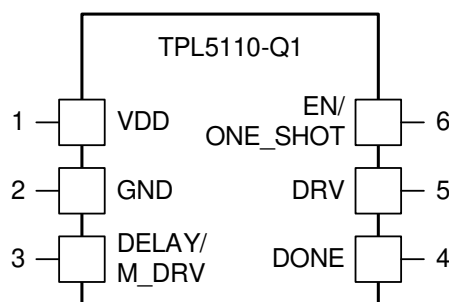 TPL5110-Q1
1 VDD
EN/
ONE_SHOT 6
2 GND
DRV 5
3 DELAY/
M_DRV
DONE 4